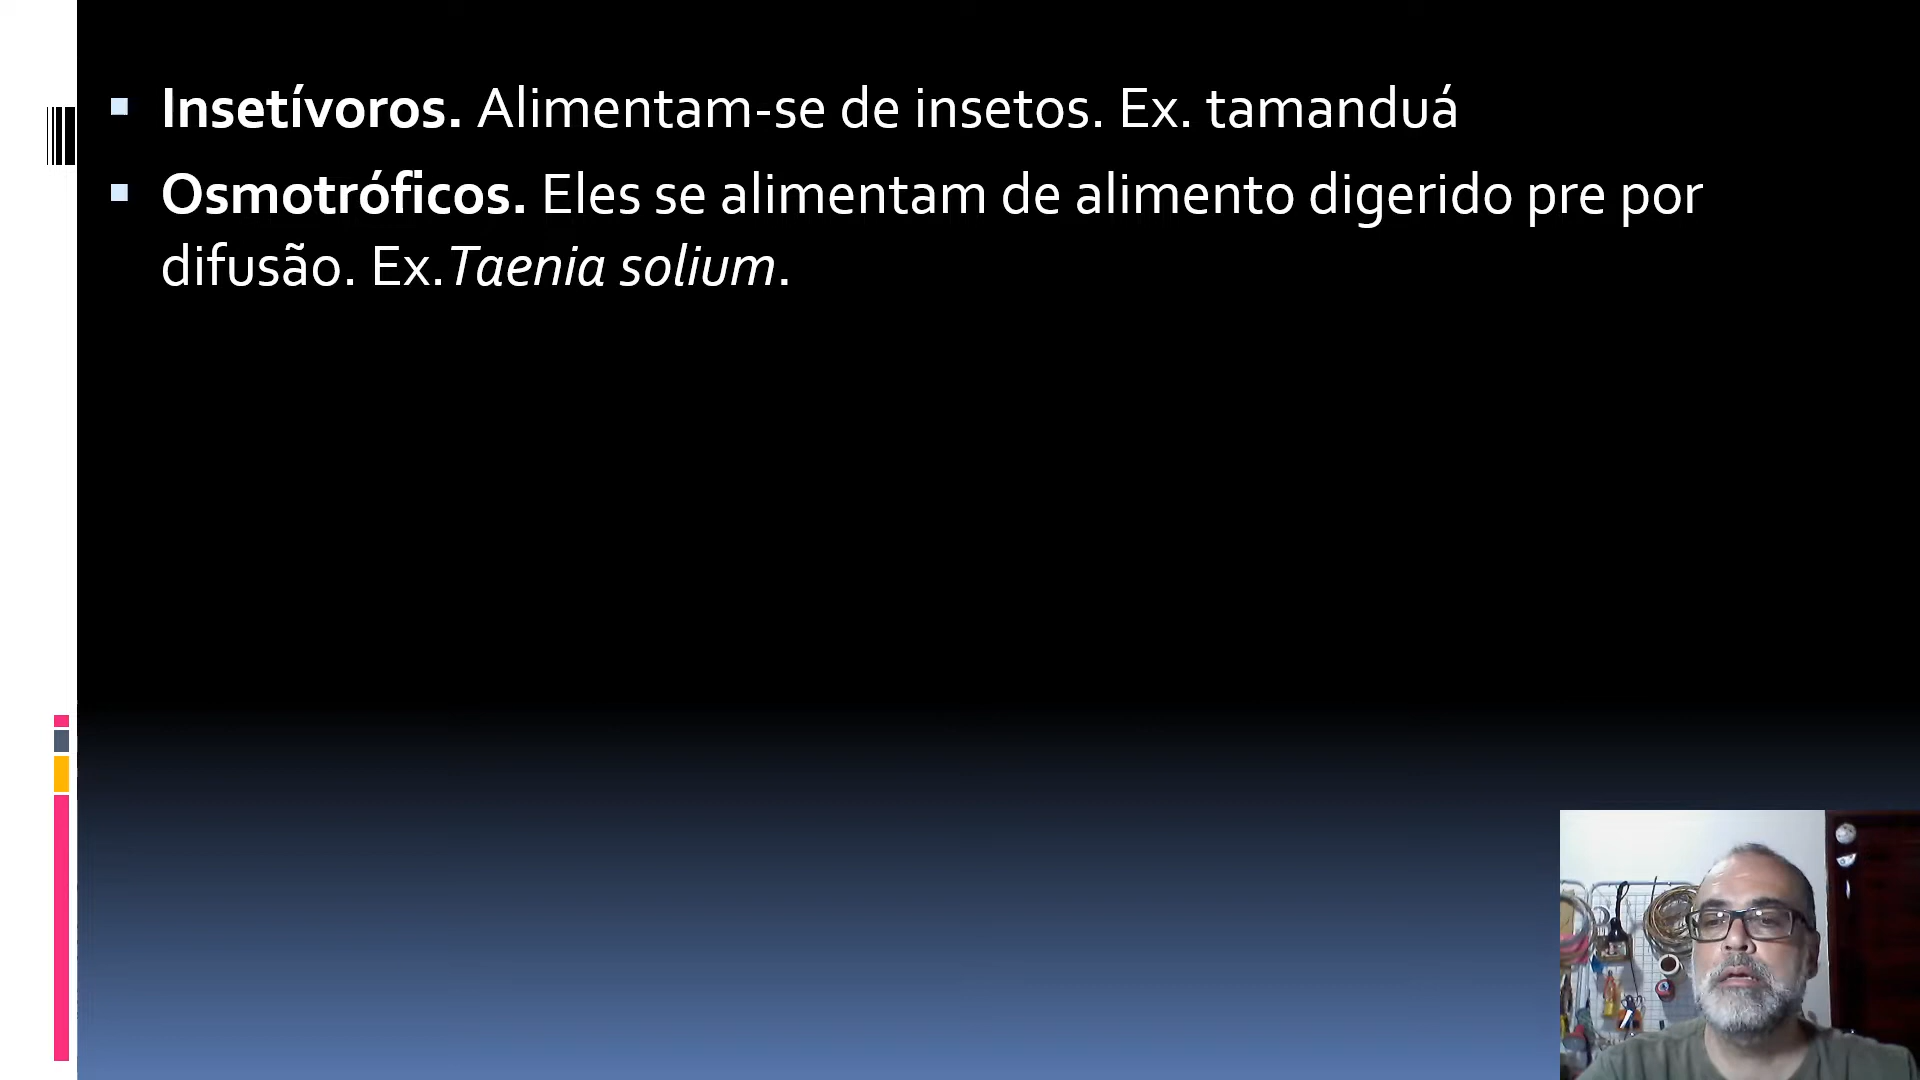 Insetívoros. Alimentam-se de insetos. Ex. tamanduá
Osmotróficos. Eles se alimentam de alimento digerido pre por
difusão. Ex.Taenia solium.